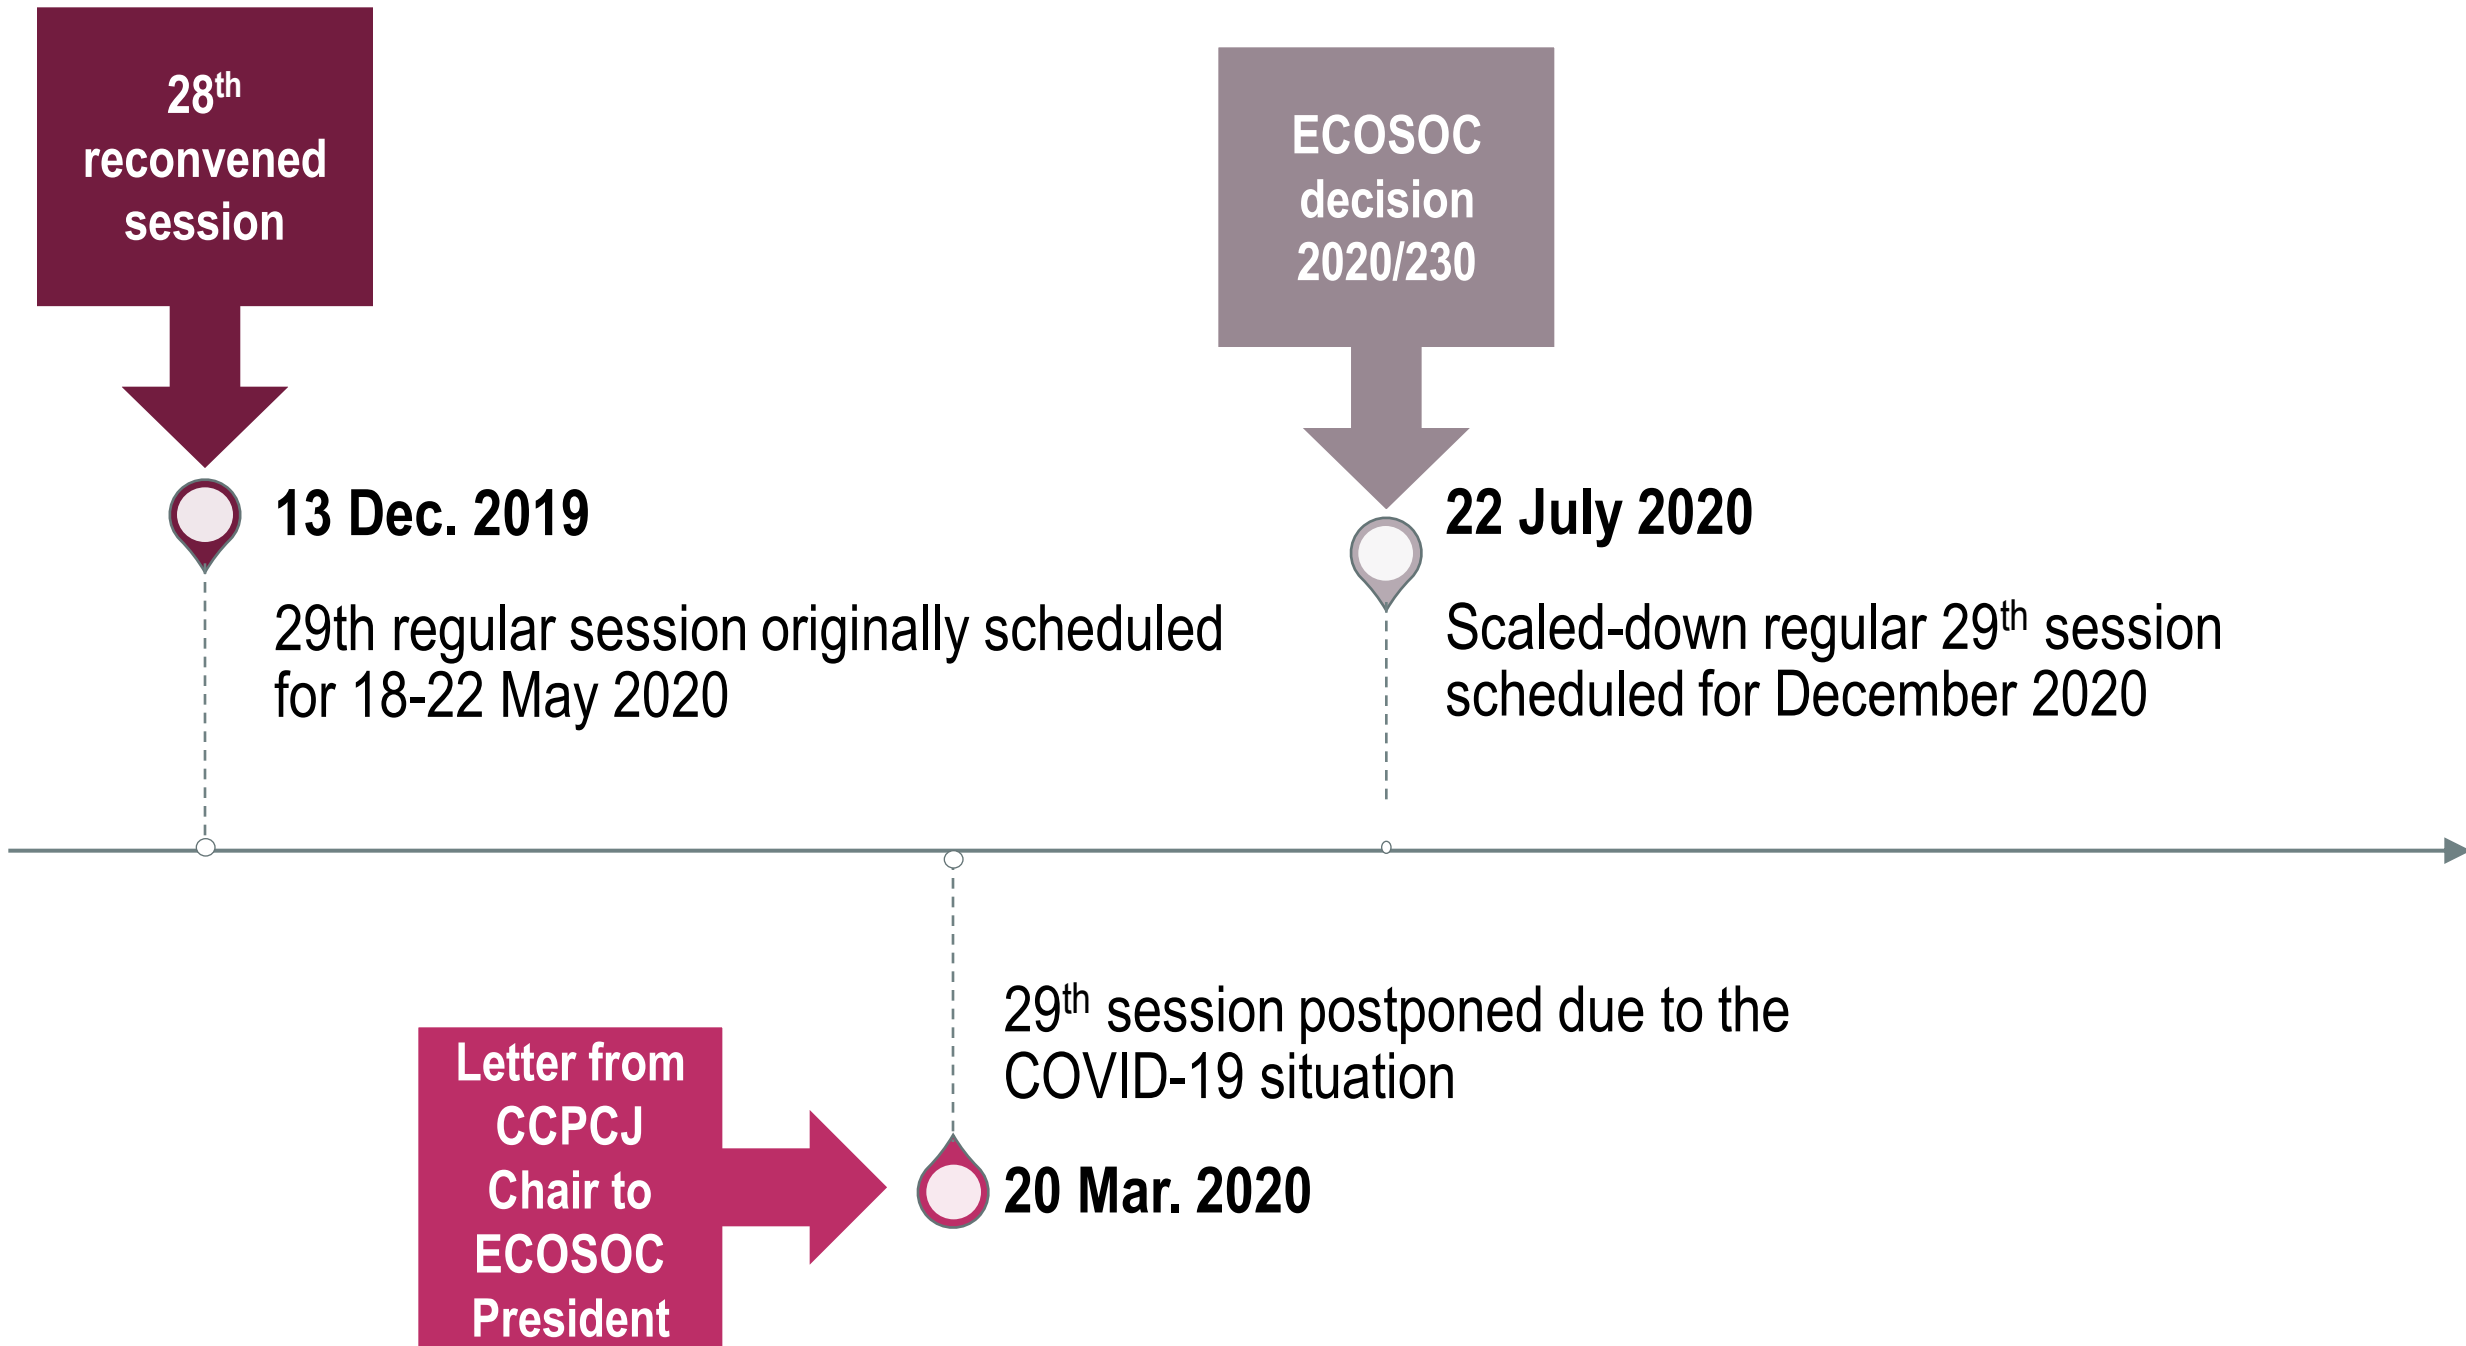 28th
reconvened
session
13 Dec. 2019
29th regular session originally scheduled
for 18-22 May 2020
Letter from
CCPCJ
Chair to
ECOSOC
President
29th session postponed due to the
COVID-19 situation
20 Mar. 2020
ECOSOC
decision
2020/230
22 July 2020
Scaled-down regular 29th session
scheduled for December 2020